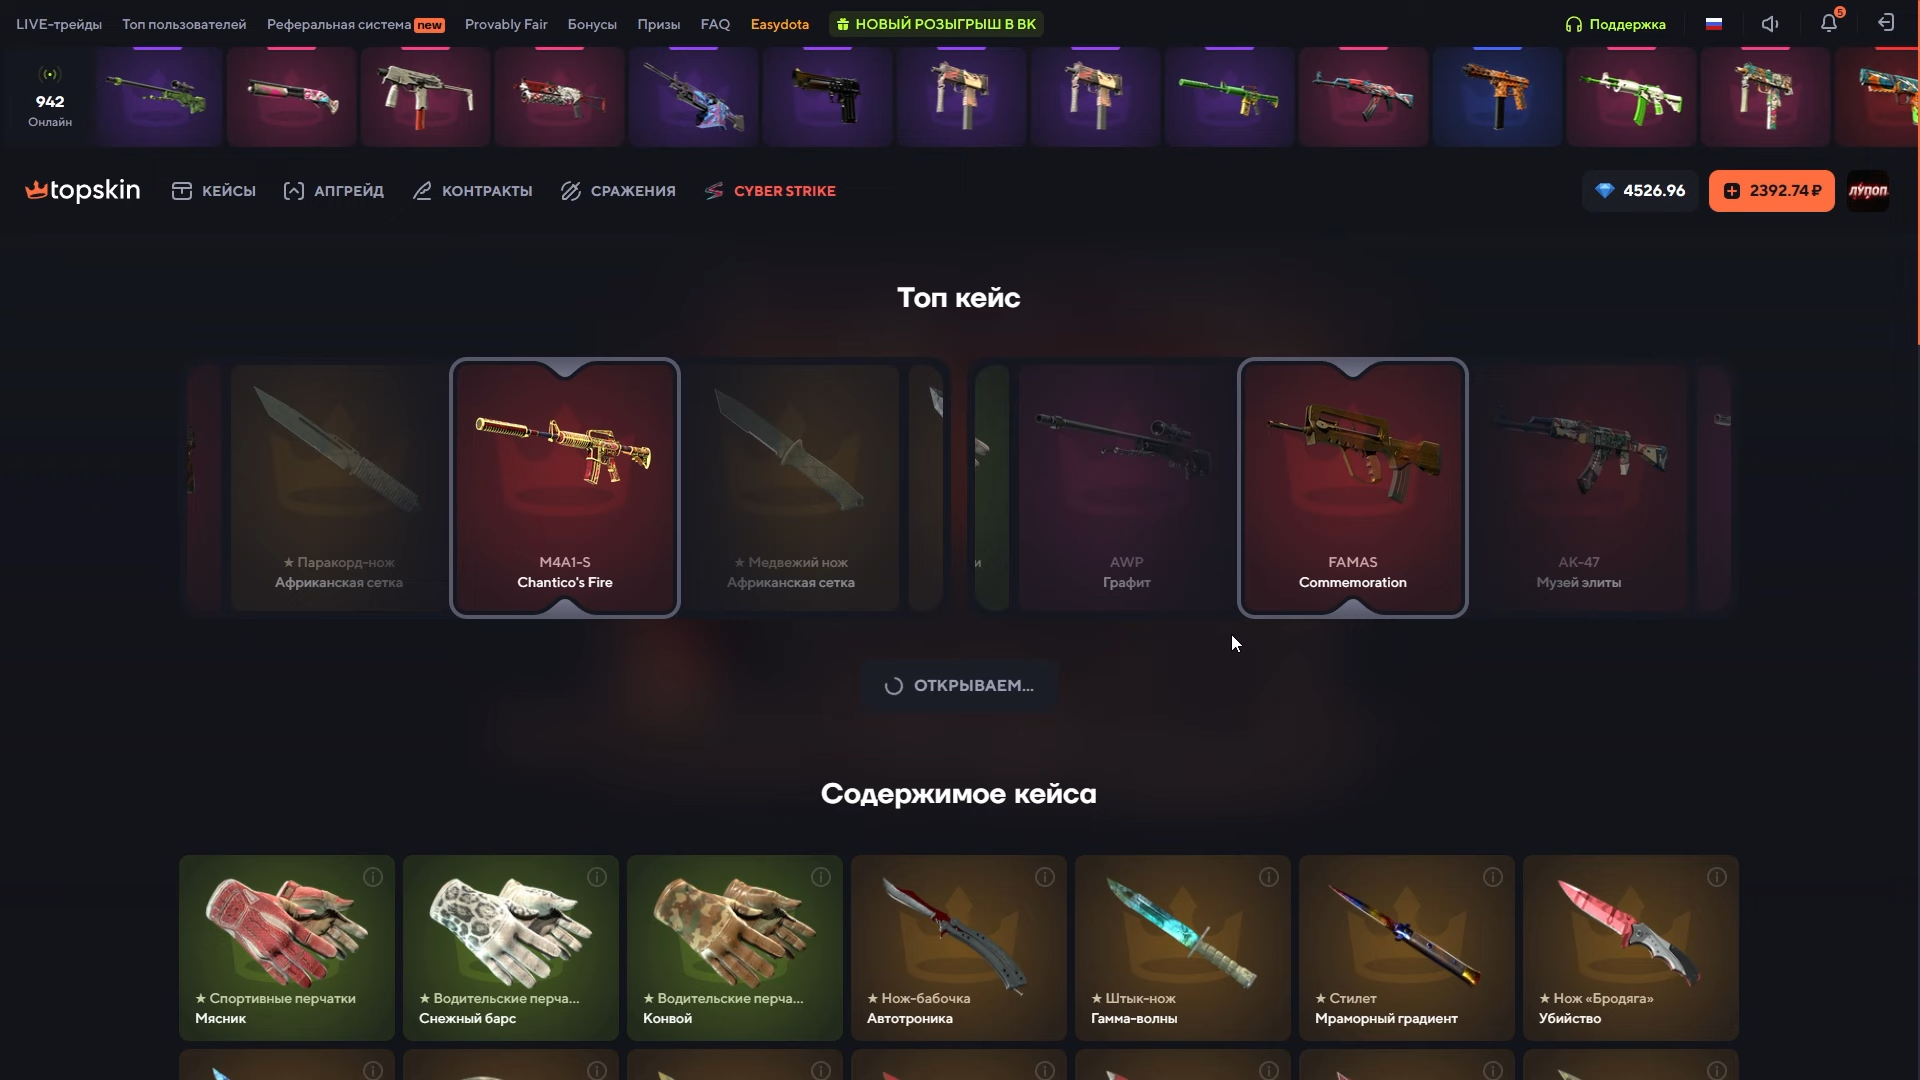 LIVE-трейды
Топ пользователей
Реферальная система new
Provably Fair
Бонусы
Призы
FAQ
Easydota
НОВЫЙ РОЗЫГРЫШ В ВК
Поддержка
5
942
Онлайн
topskin
КЕЙСЫ
АПГРЕЙД
КОНТРАКТЫ
СРАЖЕНИЯ
CYBER STRIKE
4526.96
2392.74 ₽
ЛУПОП
Топ кейс
★ Паракорд-нож
Африканская сетка
M4A1-S
Chantico's Fire
★ Медвежий нож
Африканская сетка
и
AWP
Графит
FAMAS
Commemoration
AK-47
Музей элиты
ОТКРЫВАЕМ...
Содержимое кейса
★ Спортивные перчатки
Мясник
★ Водительские перча...
Снежный барс
★ Водительские перча...
Конвой
★ Нож-бабочка
Автотроника
★ Штык-нож
Гамма-волны
★ Стилет
Мраморный градиент
★ Нож «Бродяга»
Убийство